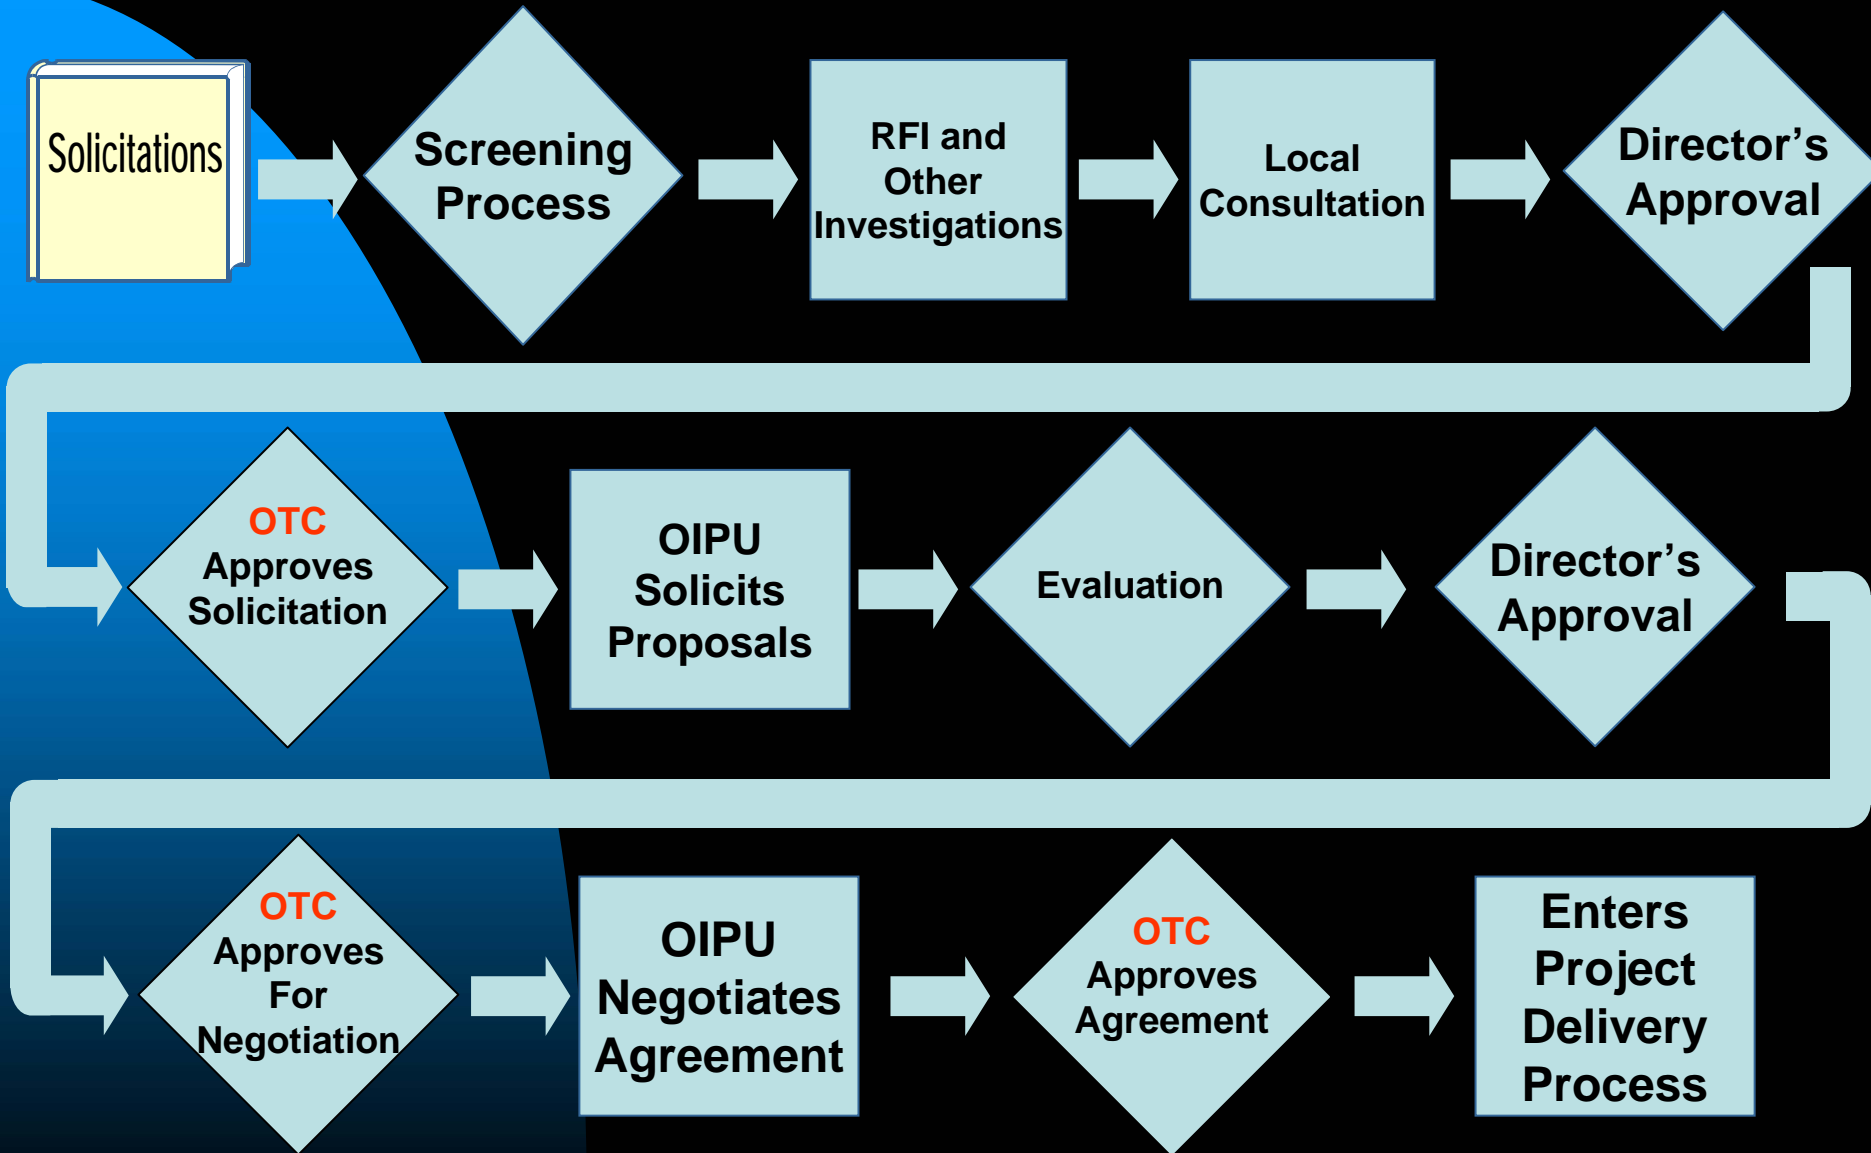 Solicitations
Screening
Process
RFI and
Other
Investigations
Local
Consultation
Director’s
Approval
OTC
Approves
Solicitation
OIPU
Solicits
Proposals
Evaluation
Director’s
Approval
OTC
Approves
For
Negotiation
OIPU
Negotiates
Agreement
OTC
Approves
Agreement
Enters
Project
Delivery
Process